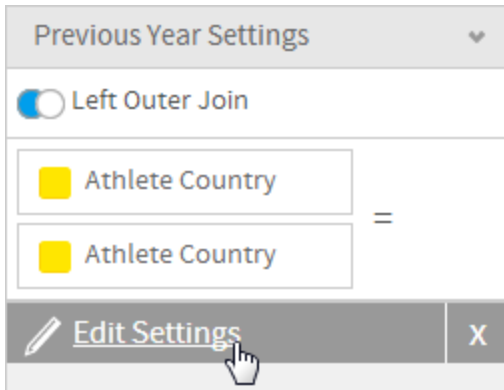 Previous Year Settings
Left Outer Join
Athlete Country
=
Athlete Country
Edit Settings X